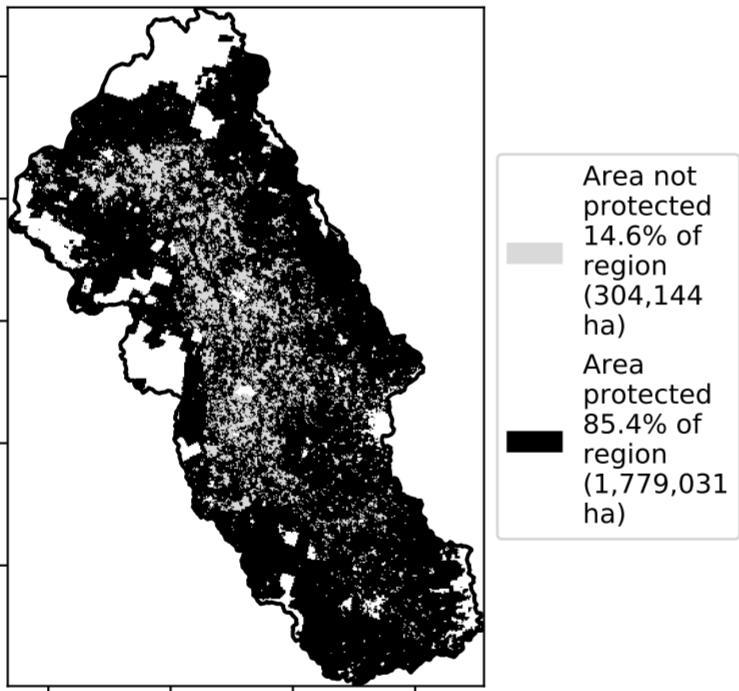 Area not
protected
14.6% of
region
(304,144
ha)
Area
protected
85.4% of
region
(1,779,031
ha)